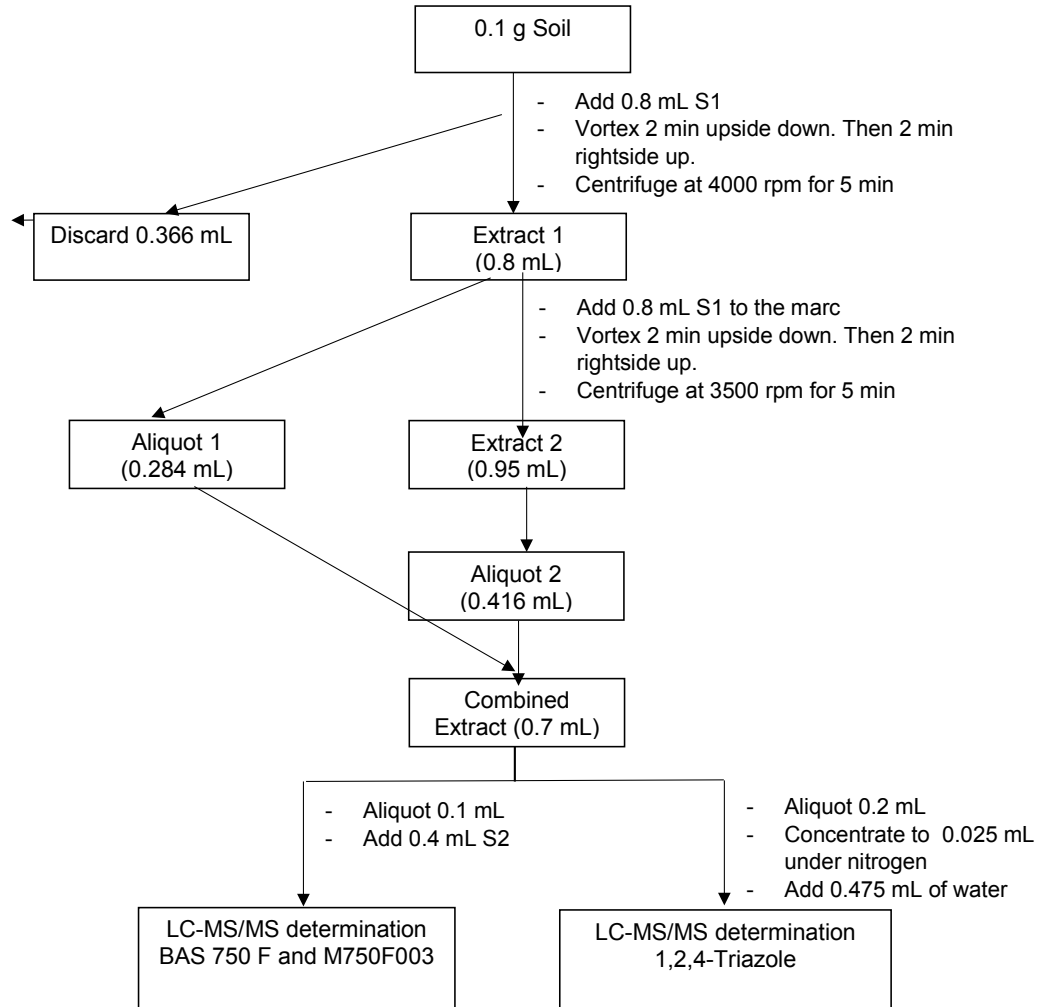 0.1 g Soil
- Add 0.8 mL S1
- Vortex 2 min upside down. Then 2 min
rightside up.
- Centrifuge at 4000 rpm for 5 min
Discard 0.366 mL
Extract 1
(0.8 mL)
- Add 0.8 mL S1 to the marc
- Vortex 2 min upside down. Then 2 min
rightside up.
- Centrifuge at 3500 rpm for 5 min
Aliquot 1
(0.284 mL)
Extract 2
(0.95 mL)
Aliquot 2
(0.416 mL)
Combined
Extract (0.7 mL)
- Aliquot 0.1 mL
- Add 0.4 mL S2
- Aliquot 0.2 mL
- Concentrate to 0.025 mL
under nitrogen
- Add 0.475 mL of water
LC-MS/MS determination
BAS 750 F and M750F003
LC-MS/MS determination
1,2,4-Triazole